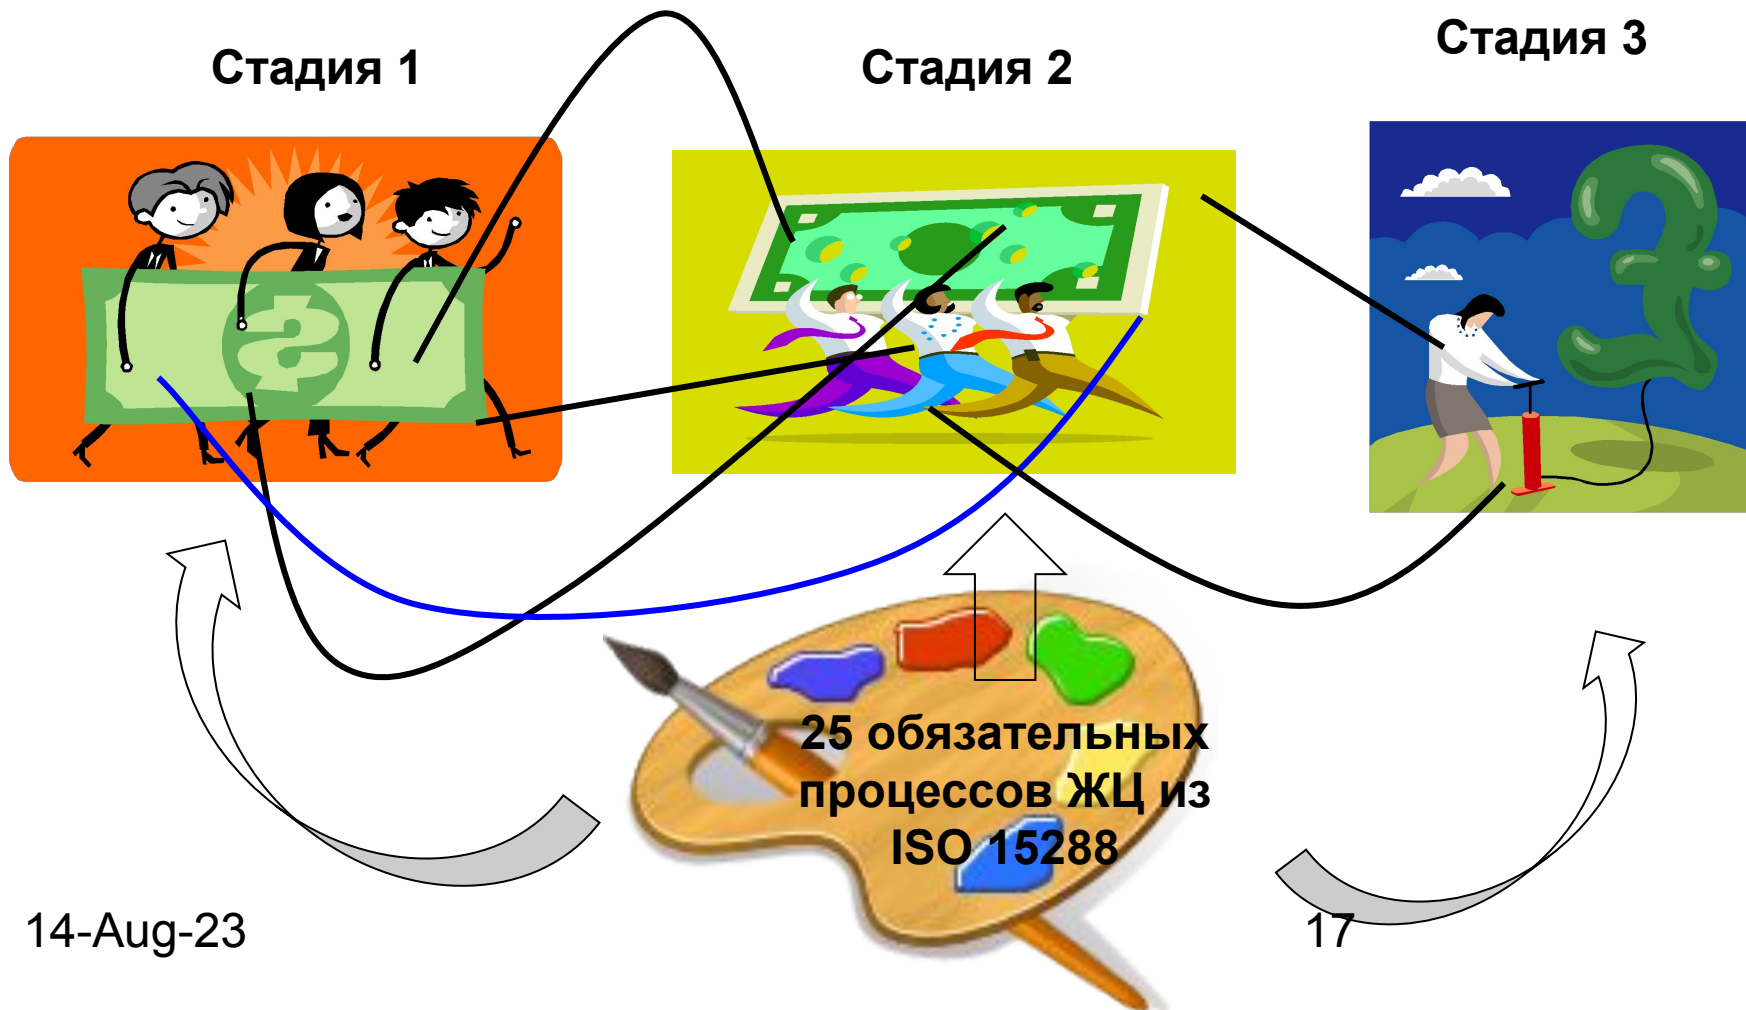 Стадия 1
Стадия 2
Стадия 3
25 обязательных
процессов ЖЦ из
ISO 15288
14-Aug-23
17